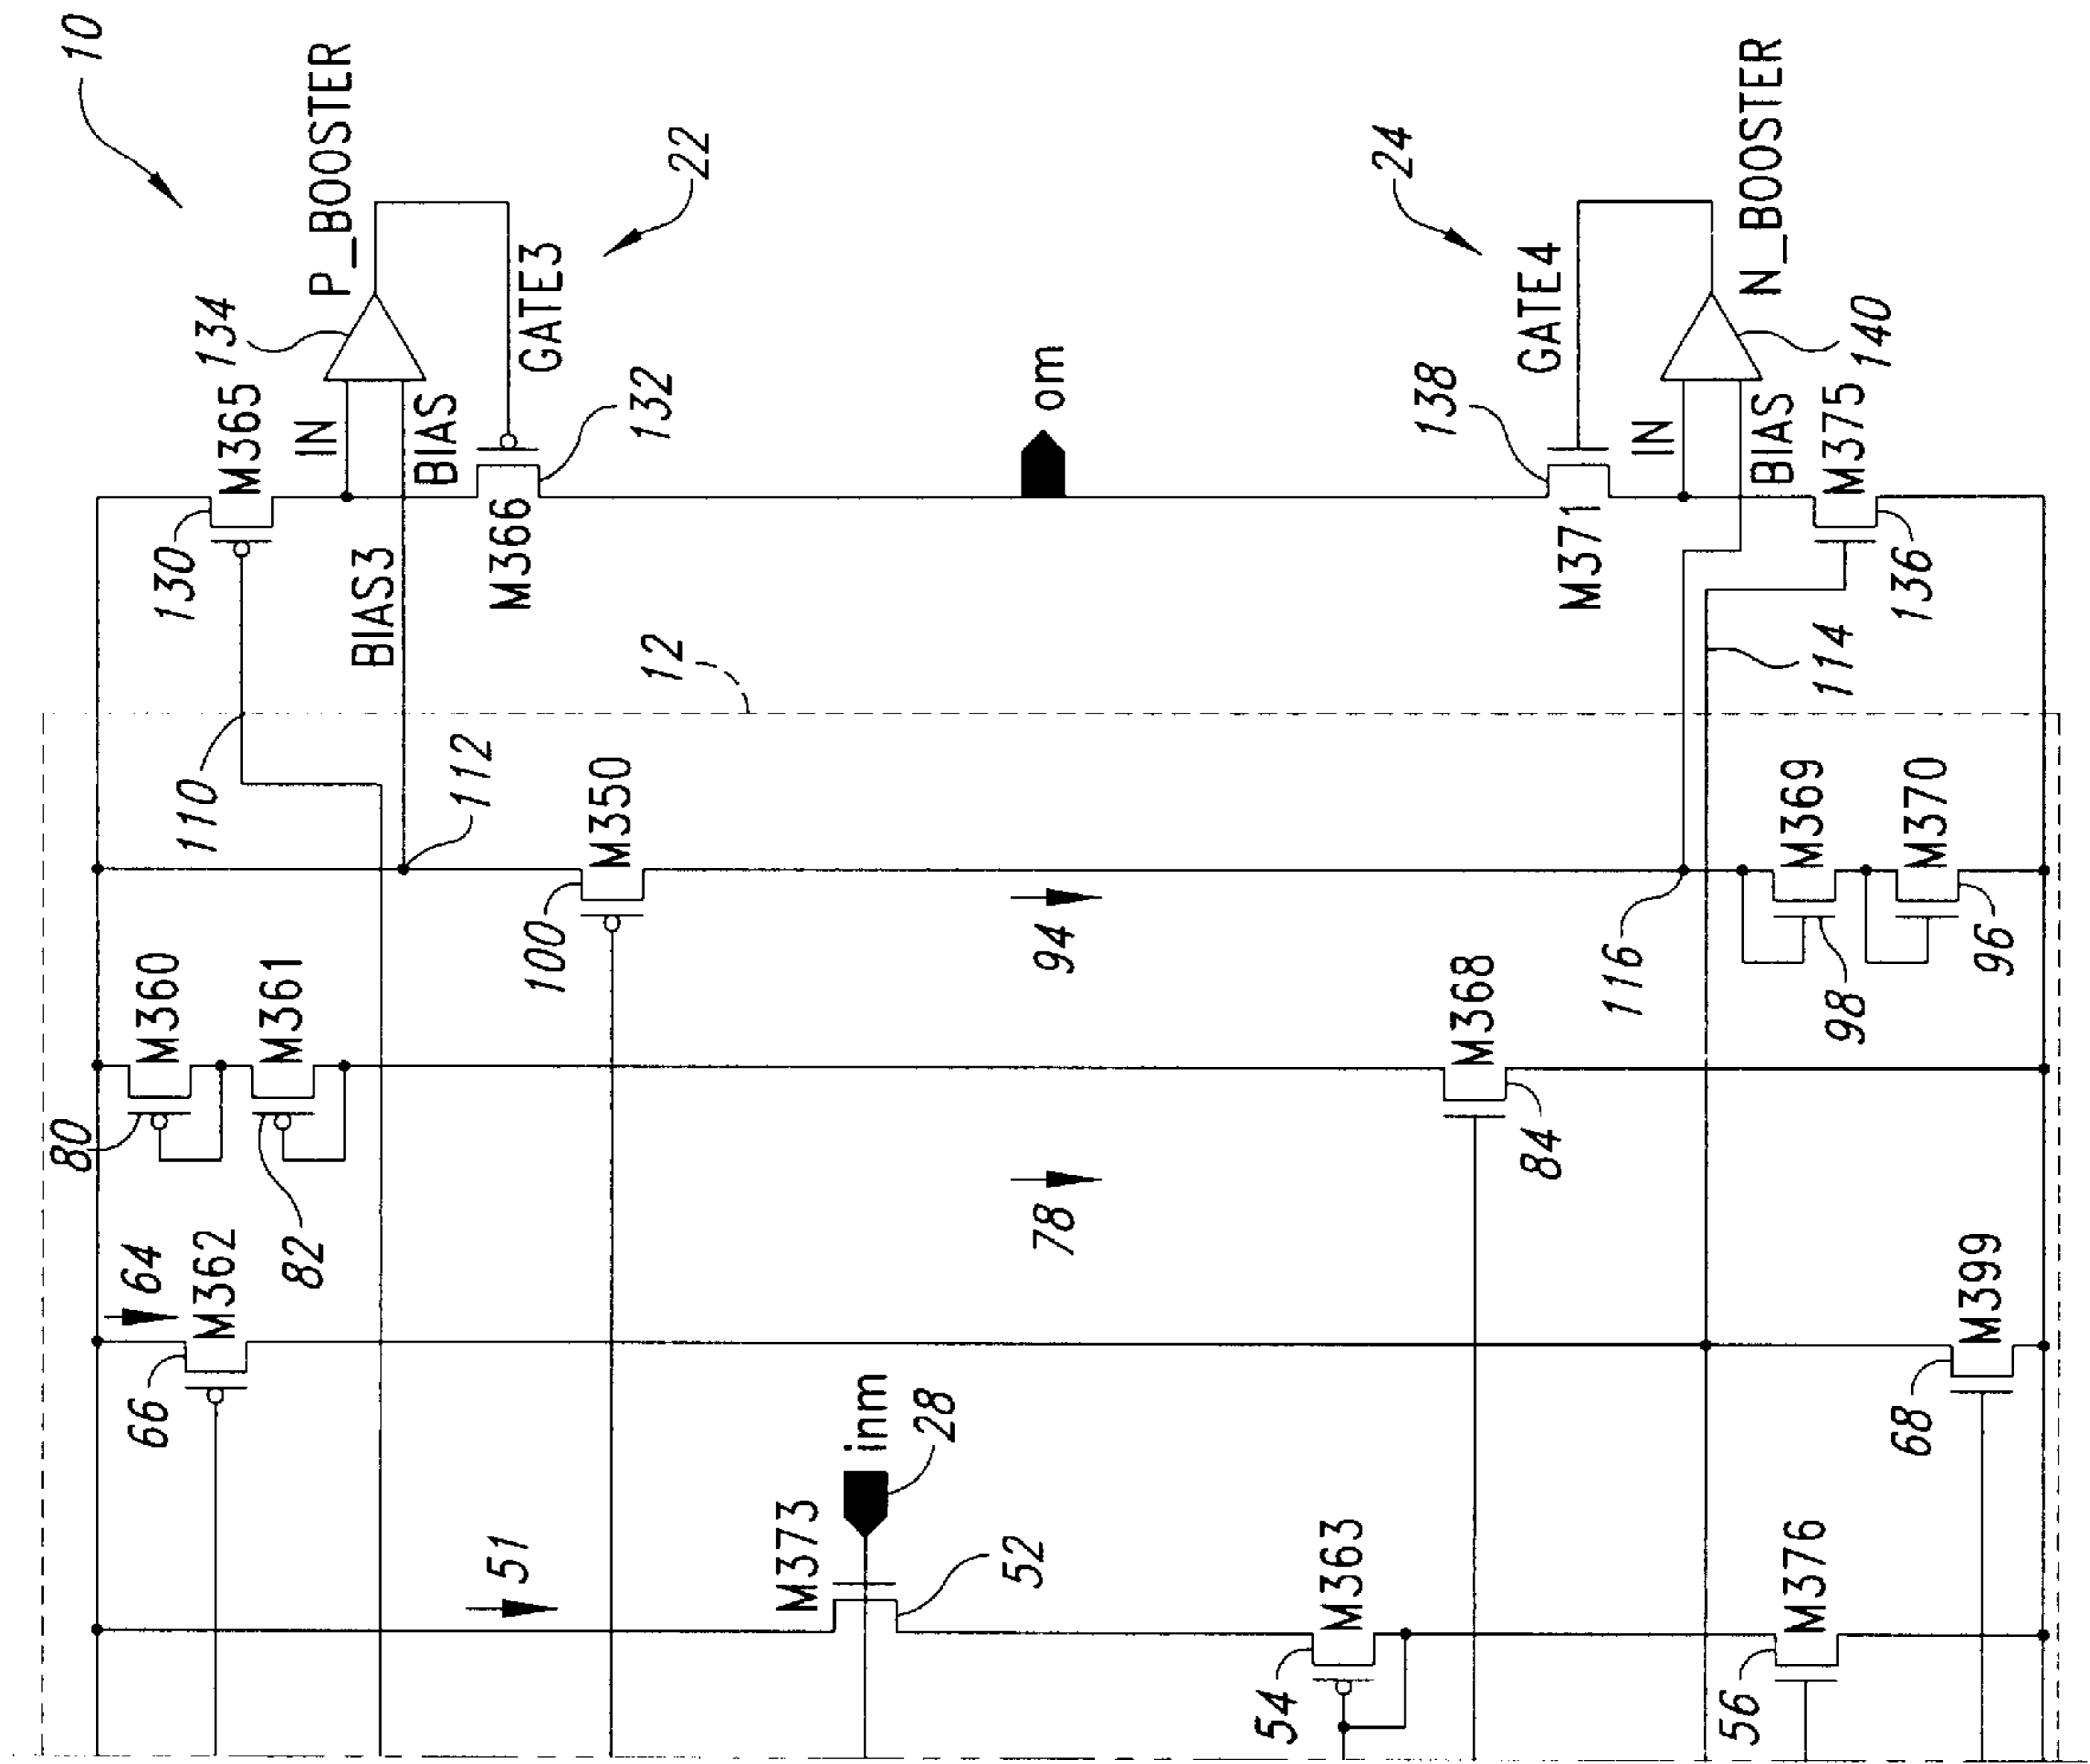 10
P_BOOSTER
134
22
GATE3
M365
IN
BIAS
132
130
BIAS3
M366
om
24
GATE4
N_BOOSTER
140
138
IN
BIAS
M375
M371
136
114
12
110
112
M350
100
94
116
M369
M370
98
96
M360
M361
80
82
M368
84
78
64
M362
66
M399
68
inm
28
51
M373
52
M363
54
M376
56